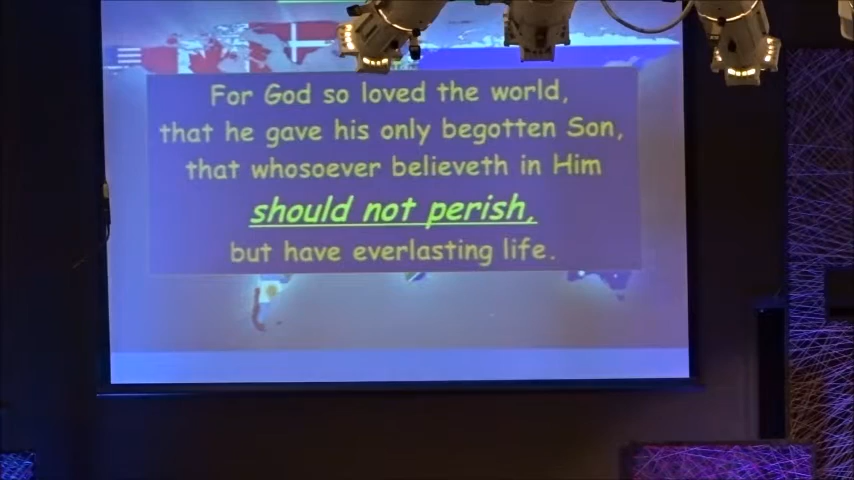 For God so loved the world,
that he gave his only begotten Son,
that whosoever believeth in Him
should not perish,
but have everlasting life.